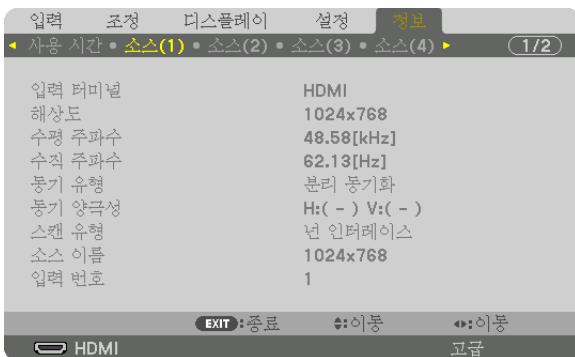 입력 조정 디스플레이 설정 정보
◀ 사용 시간 • 소스(1) • 소스(2) • 소스(3) • 소스(4) ▶ 1/2
입력 터미널 HDMI
해상도 1024x768
수평 주파수 48.58[kHz]
수직 주파수 62.13[Hz]
동기 유형 분리 동기화
동기 양극성 H:( − ) V:( − )
스캔 유형 넌 인터레이스
소스 이름 1024x768
입력 번호 1
EXIT :종료 ♦:이동 ◂▸:이동
HDMI 고급